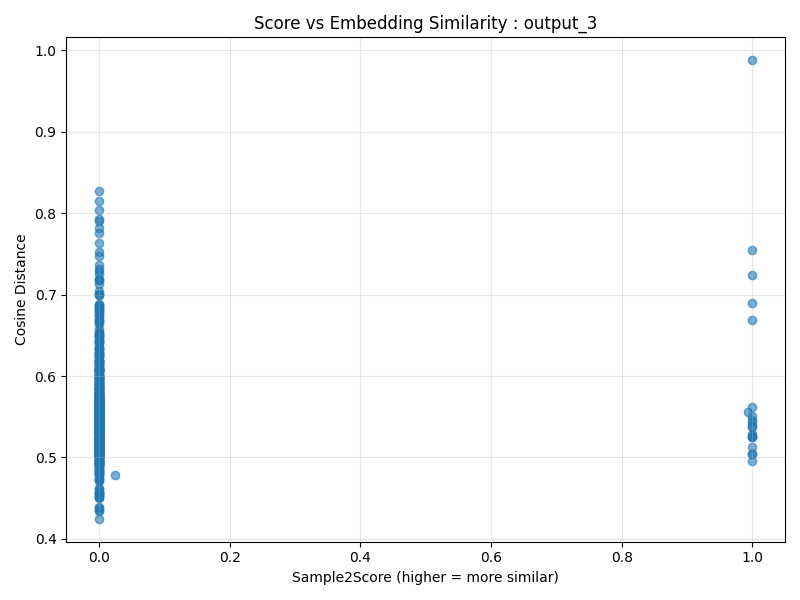 Score vs Embedding Similarity : output_3
1.0
0.9
0.8
0.7
0.6
0.5
0.4
Cosine Distance
0.0 0.2 0.4 0.6 0.8 1.0
Sample2Score (higher = more similar)